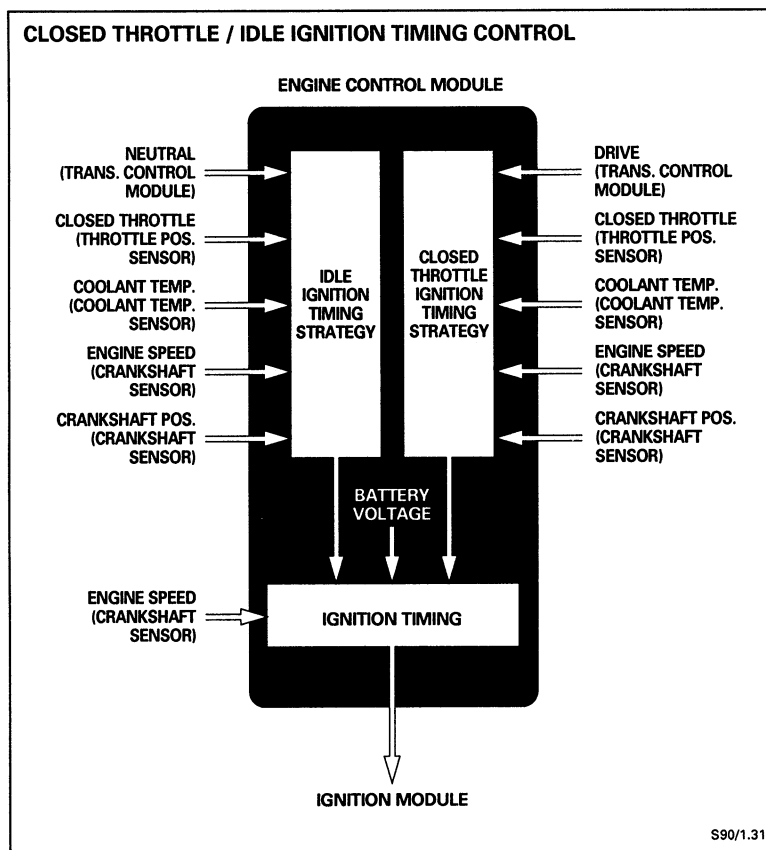 CLOSED THROTTLE / IDLE IGNITION TIMING CONTROL
ENGINE CONTROL MODULE
NEUTRAL
(TRANS. CONTROL
MODULE)
CLOSED THROTTLE
(THROTTLE POS.
SENSOR)
COOLANT TEMP.
(COOLANT TEMP.
SENSOR)
ENGINE SPEED
(CRANKSHAFT
SENSOR)
CRANKSHAFT POS.
(CRANKSHAFT
SENSOR)
IDLE
IGNITION
TIMING
STRATEGY
CLOSED
THROTTLE
IGNITION
TIMING
STRATEGY
DRIVE
(TRANS. CONTROL
MODULE)
CLOSED THROTTLE
(THROTTLE POS.
SENSOR)
COOLANT TEMP.
(COOLANT TEMP.
SENSOR)
ENGINE SPEED
(CRANKSHAFT
SENSOR)
CRANKSHAFT POS.
(CRANKSHAFT
SENSOR)
BATTERY
VOLTAGE
ENGINE SPEED
(CRANKSHAFT
SENSOR)
IGNITION TIMING
IGNITION MODULE
S90/1.31